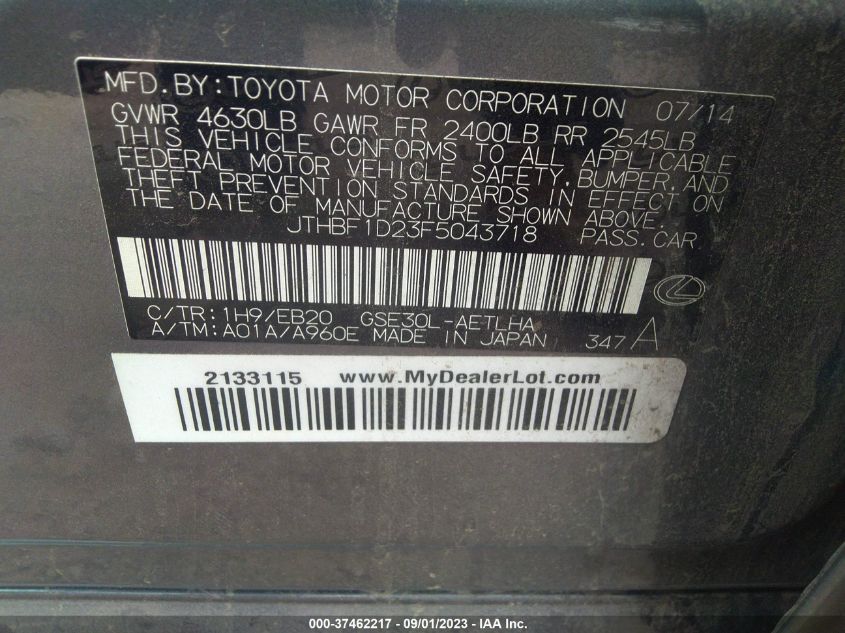 MFD.BY:TOYOTA MOTOR CORPORATION 07/14
GVWR 4630LB GAWR FR 2400LB RR 2545LB
THIS VEHICLE CONFORMS TO ALL APPLICABLE
FEDERAL MOTOR VEHICLE SAFETY,BUMPER,AND
THEFT PREVENTION STANDARDS IN EFFECT ON
THE DATE OF MANUFACTURE SHOWN ABOVE.
JTHBF1D23F5043718 PASS.CAR
C/TR:1H9/EB20 GSE30L-AETLHA
A/TM:A01A/A960E MADE IN JAPAN 347 A
2133115 www.MyDealerLot.com
000-37462217 - 09/01/2023 - IAA Inc.